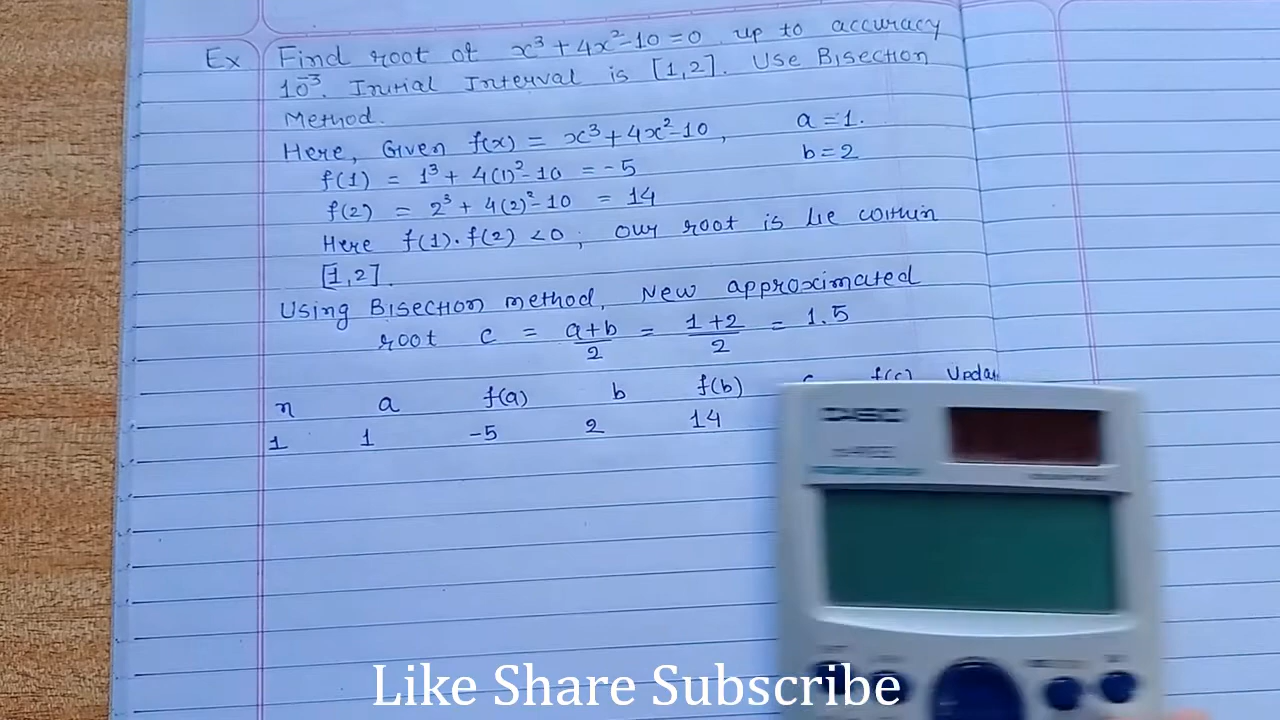 Ex Find root of x³ + 4x² - 10 = 0 up to accuracy
10⁻³. Initial Interval is [1,2]. Use Bisection
Method.
Here, Given f(x) = x³ + 4x² - 10, a = 1.
f(1) = 1³ + 4(1)² - 10 = -5 b = 2
f(2) = 2³ + 4(2)² - 10 = 14
Here f(1).f(2) < 0, our root is lie within
[1,2].
Using Bisection method, New approximated
root c = a+b/2 = 1+2/2 = 1.5
n a f(a) b f(b) f(c)
1 1 -5 2 14
CASIO
Like Share Subscribe